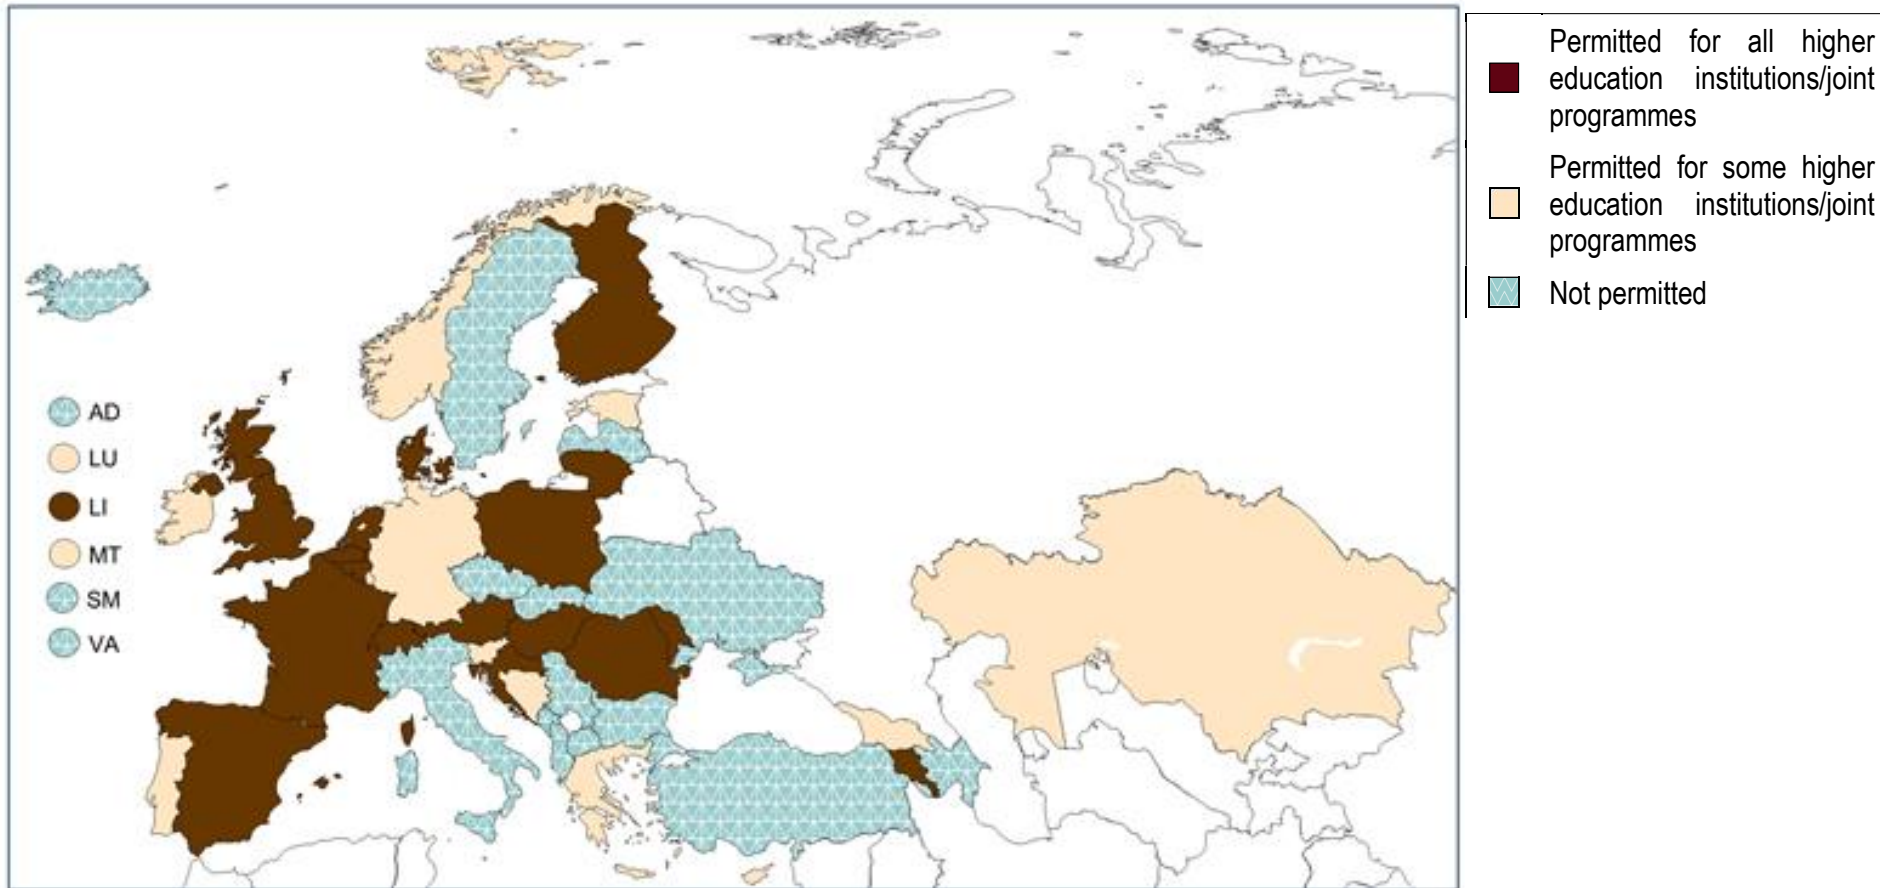 AD
LU
LI
MT
SM
VA
Permitted for all higher
education institutions/joint
programmes
Permitted for some higher
education institutions/joint
programmes
Not permitted